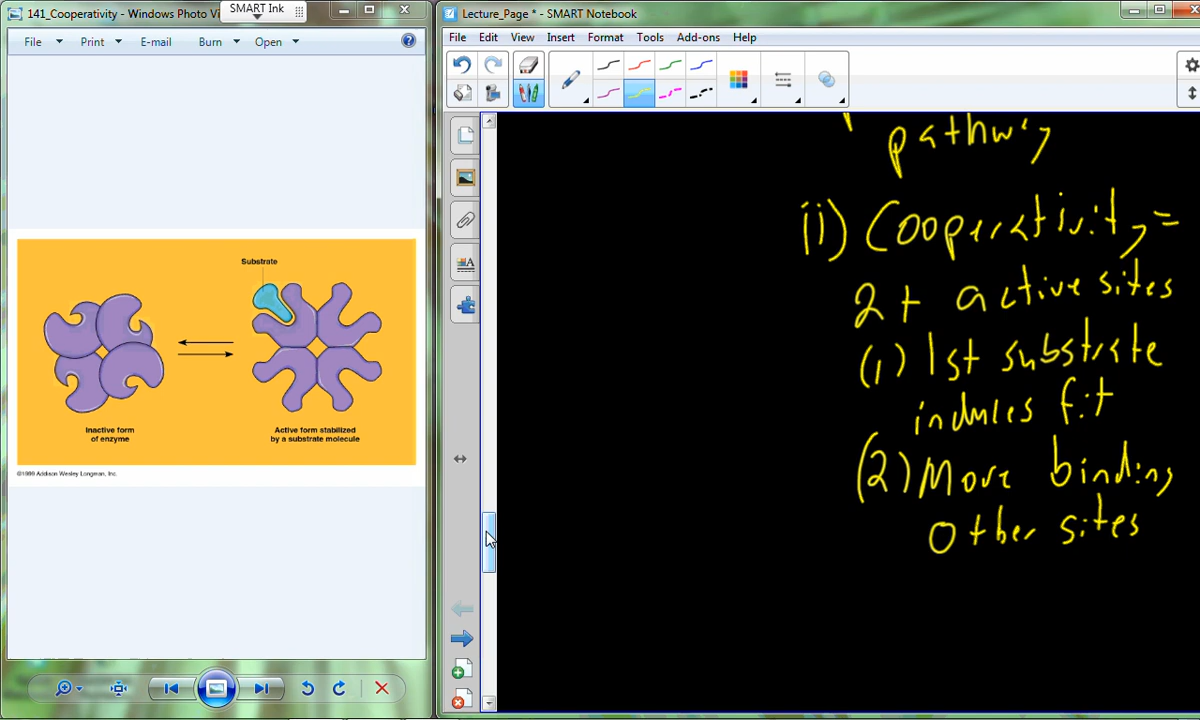 141_Cooperativity - Windows Photo Vi
SMART Ink
File Print E-mail Burn Open
Substrate
Inactive form
of enzyme
Active form stabilized
by a substrate molecule
©1999 Addison Wesley Longman, Inc.
Lecture_Page * - SMART Notebook
File Edit View Insert Format Tools Add-ons Help
pathway
ii) Cooperativity =
2+ active sites
(1) 1st substrate
induces fit
(2) More binding
other sites